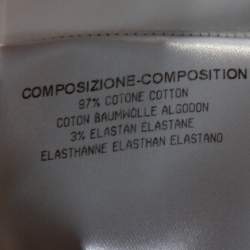 COMPOSIZIONE-COMPOSITION
97% COTONE COTTON
COTON BAUMWOLLE ALGODON
3% ELASTAN ELASTANE
ELASTHANNE ELASTHAN ELASTANO